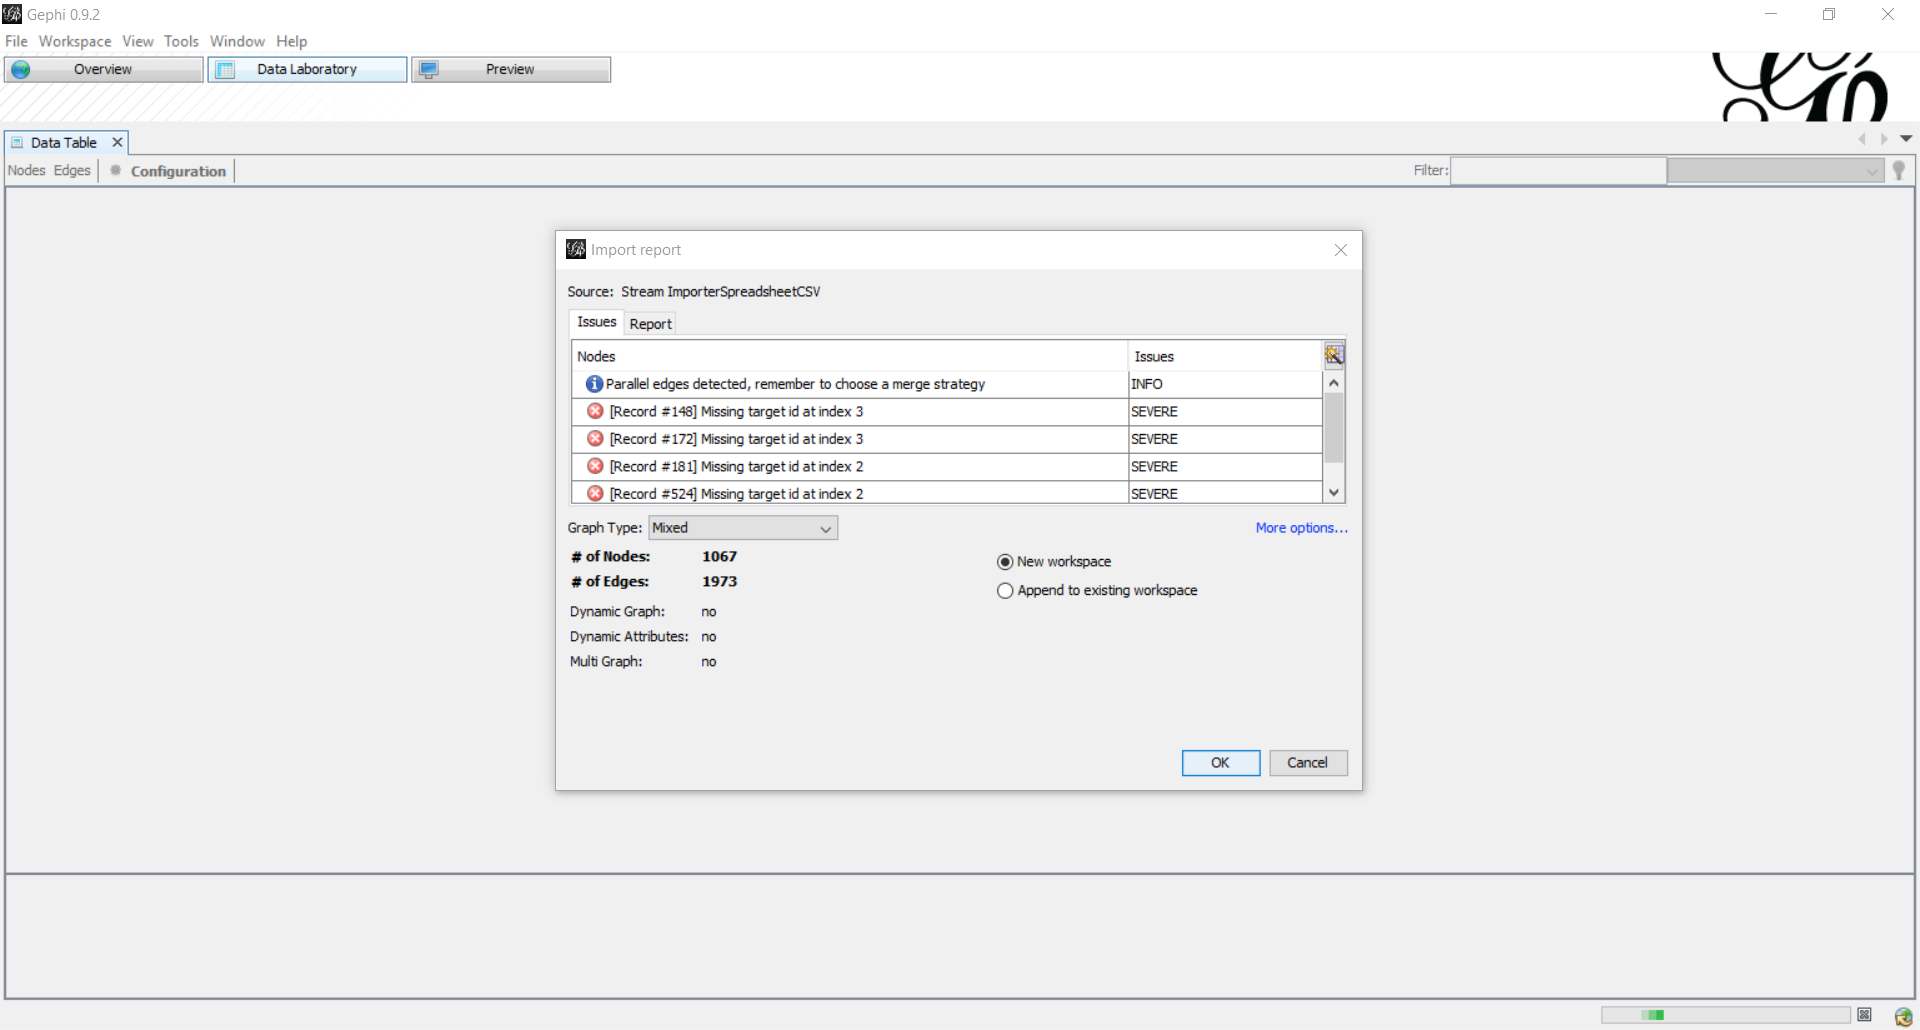 Gephi 0.9.2
File Workspace View Tools Window Help
Overview Data Laboratory Preview
Data Table
Nodes Edges Configuration Filter:
Import report
Source: Stream ImporterSpreadsheetCSV
Issues Report
Nodes Issues
Parallel edges detected, remember to choose a merge strategy INFO
[Record #148] Missing target id at index 3 SEVERE
[Record #172] Missing target id at index 3 SEVERE
[Record #181] Missing target id at index 2 SEVERE
[Record #524] Missing target id at index 2 SEVERE
Graph Type: Mixed More options...
# of Nodes: 1067
New workspace
# of Edges: 1973
Append to existing workspace
Dynamic Graph: no
Dynamic Attributes: no
Multi Graph: no
OK Cancel